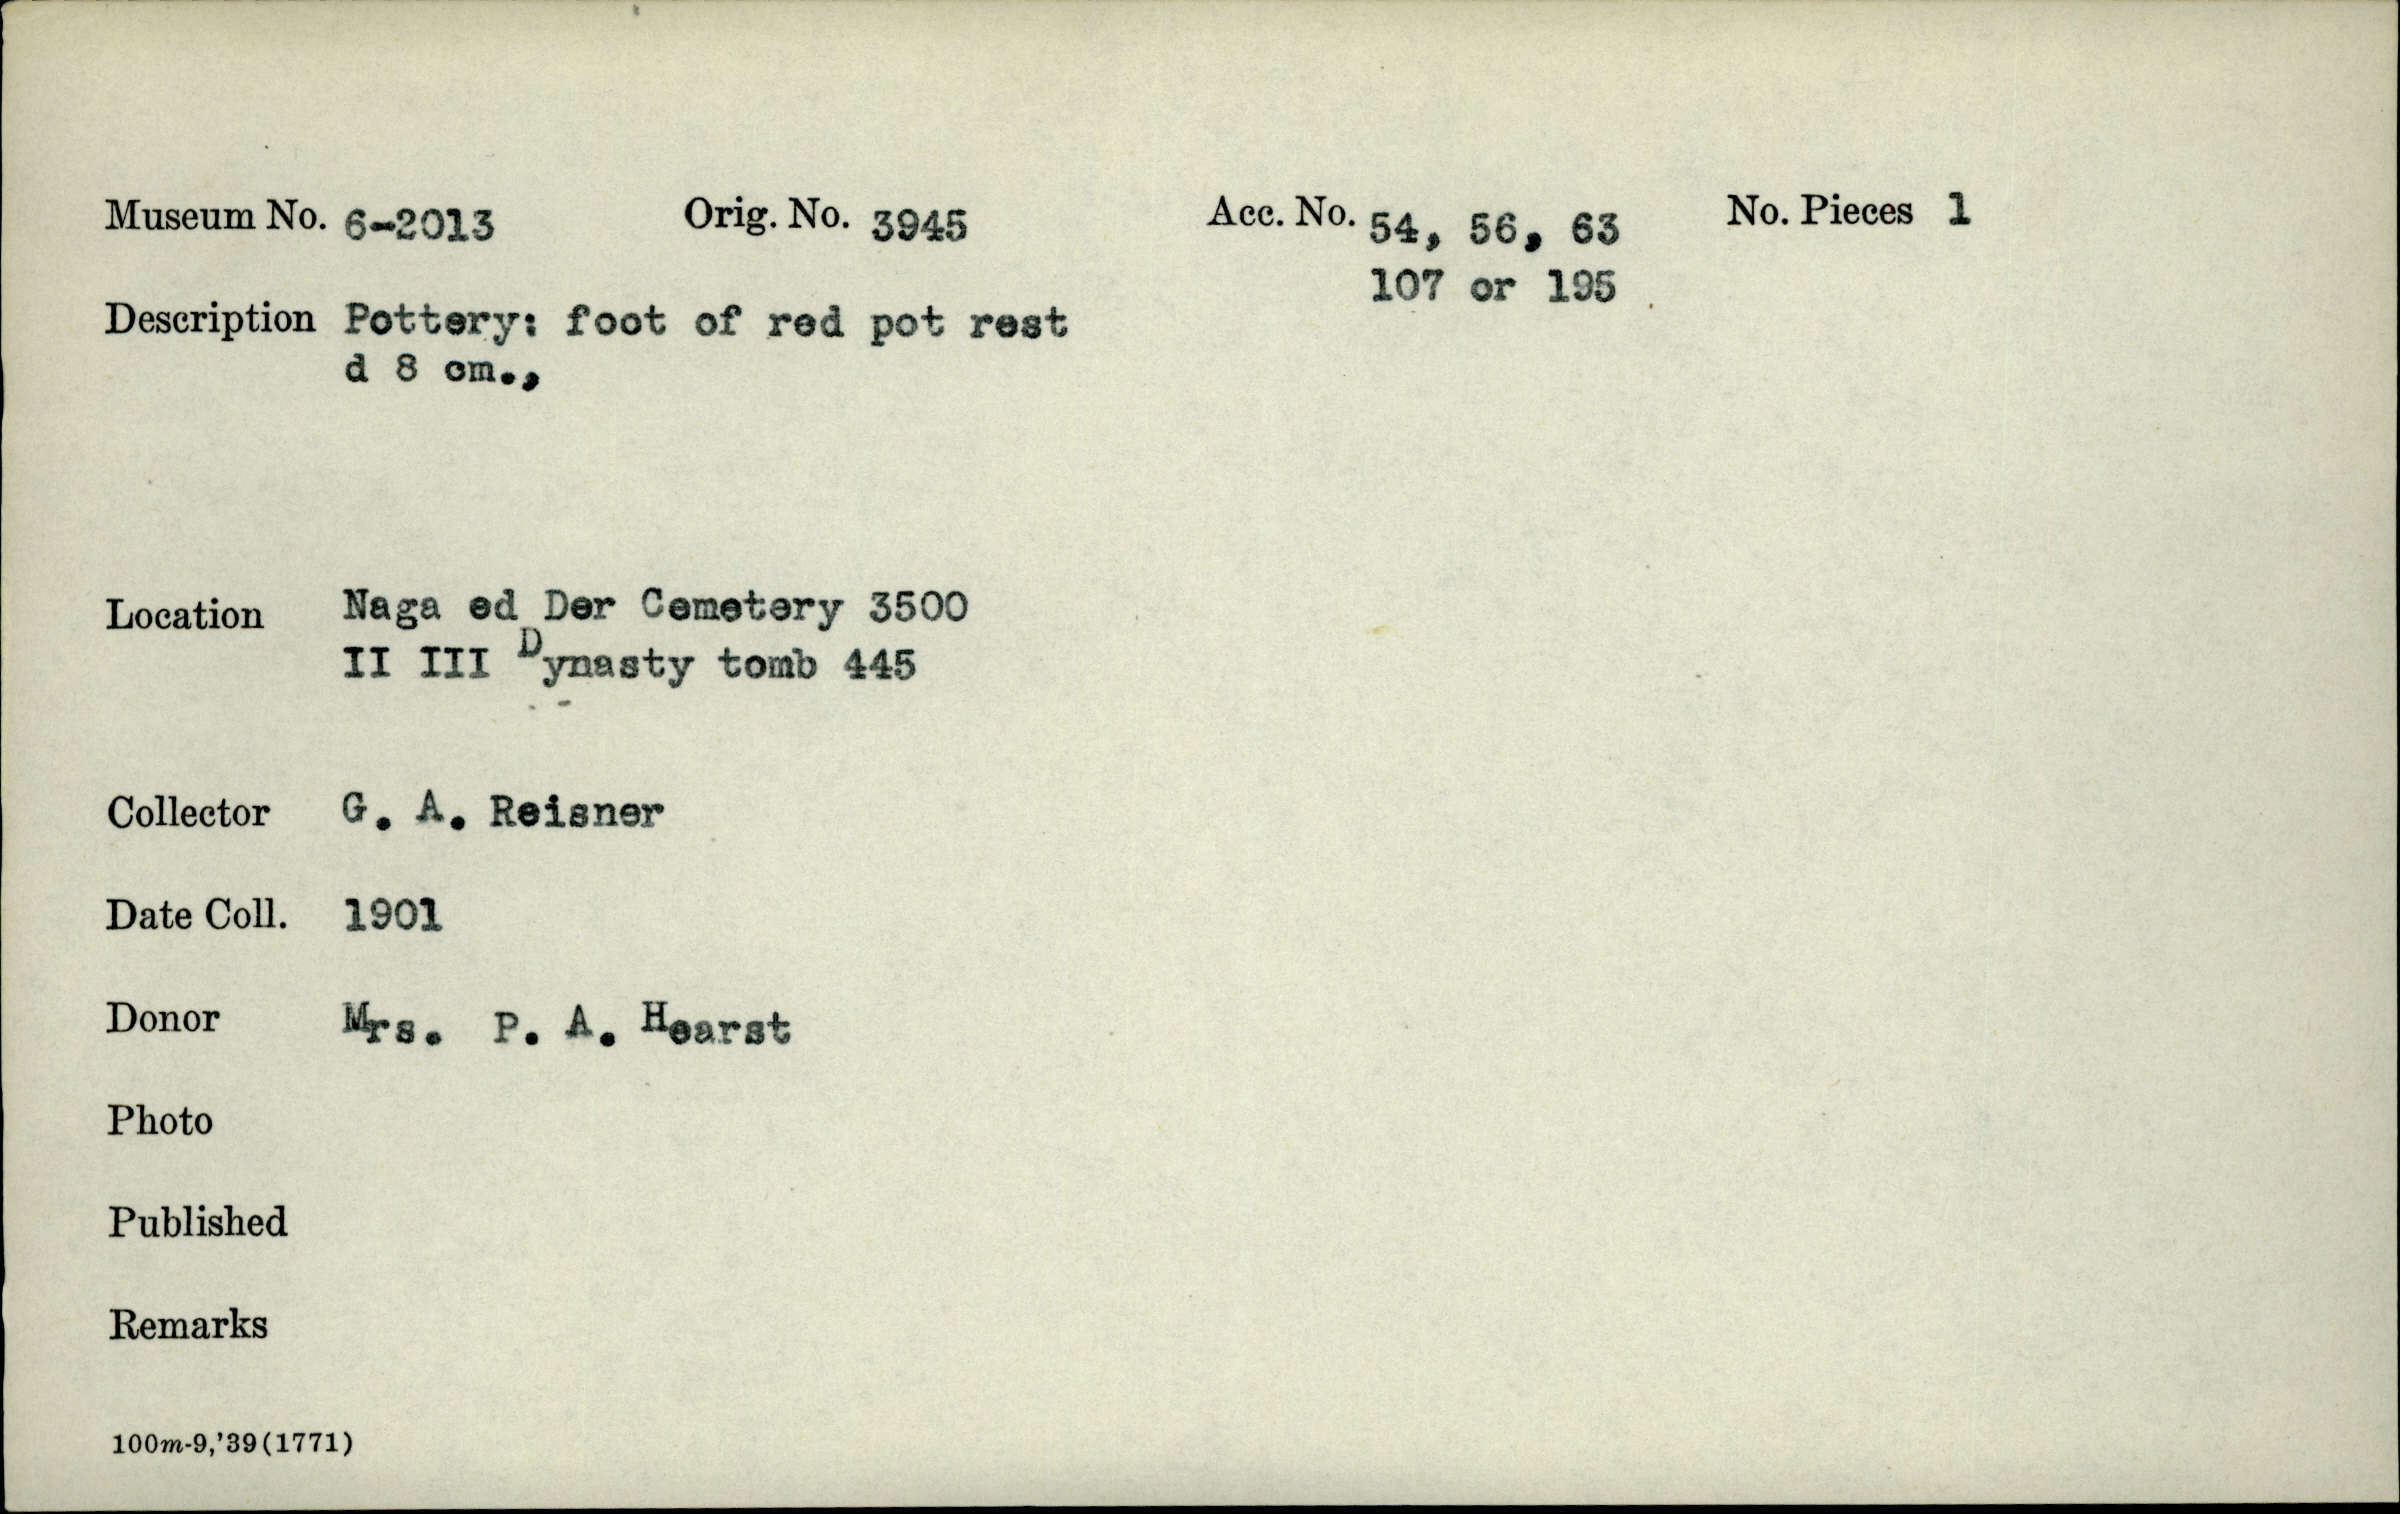 Museum No. 6-2013 Orig. No. 3945 Acc. No. 54, 56, 63 No. Pieces 1
107 or 195
Description Pottery: foot of red pot rest
d 8 cm.,
Location Naga ed Der Cemetery 3500
II III Dynasty tomb 445
Collector G. A. Reisner
Date Coll. 1901
Donor Mrs. P. A. Hearst
Photo
Published
Remarks
100m-9,'39(1771)